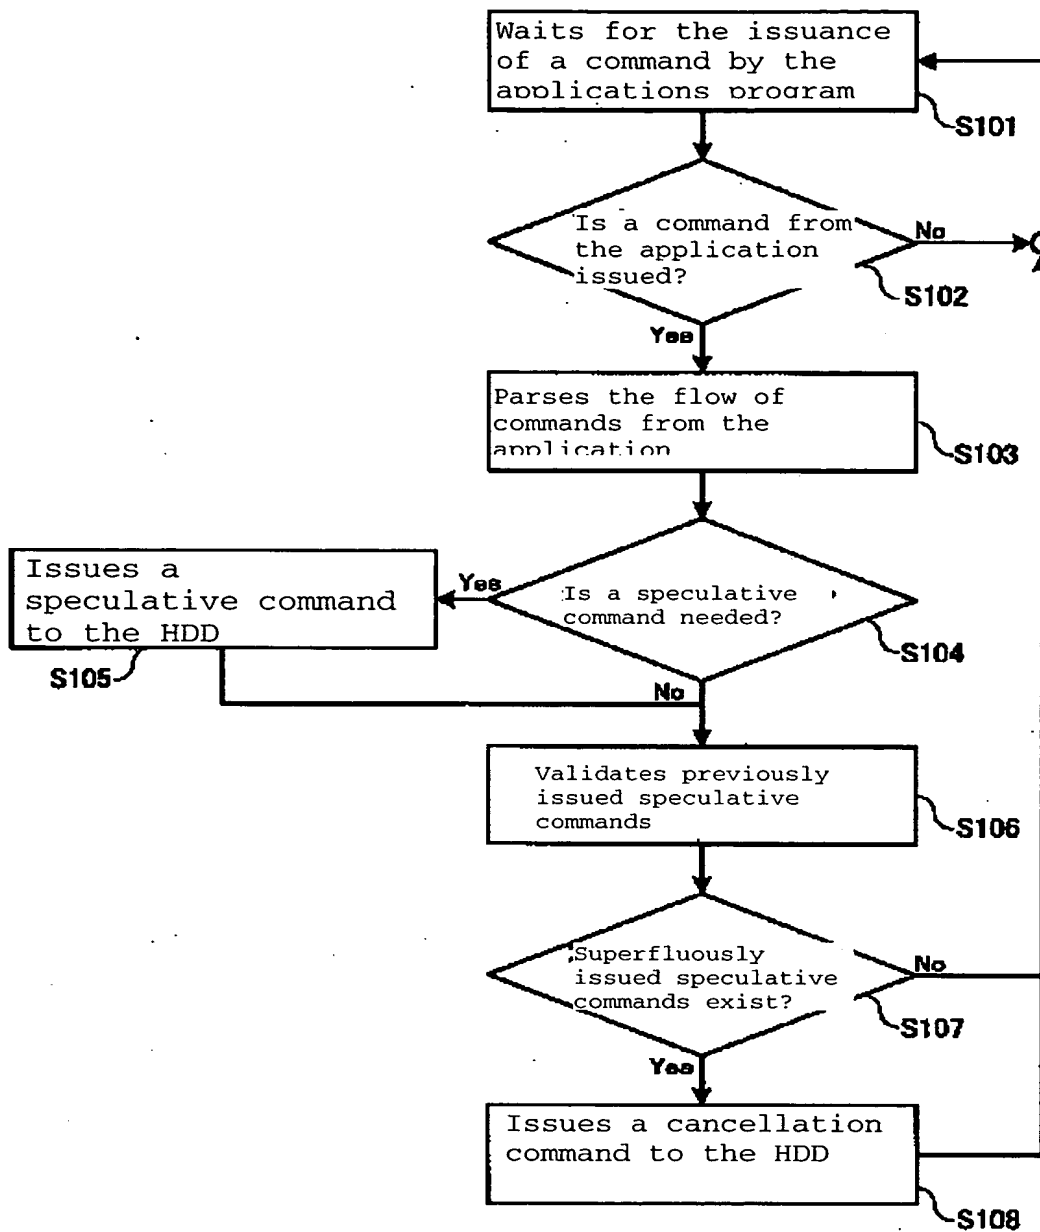 Waits for the issuance
of a command by the
applications program
S101
Is a command from
the application
issued?
No
S102
Yes
Parses the flow of
commands from the
application
S103
Is a speculative
command needed?
Yes
S104
Issues a
speculative command
to the HDD
S105
No
Validates previously
issued speculative
commands
S106
Superfluously
issued speculative
commands exist?
No
S107
Yes
Issues a cancellation
command to the HDD
S108